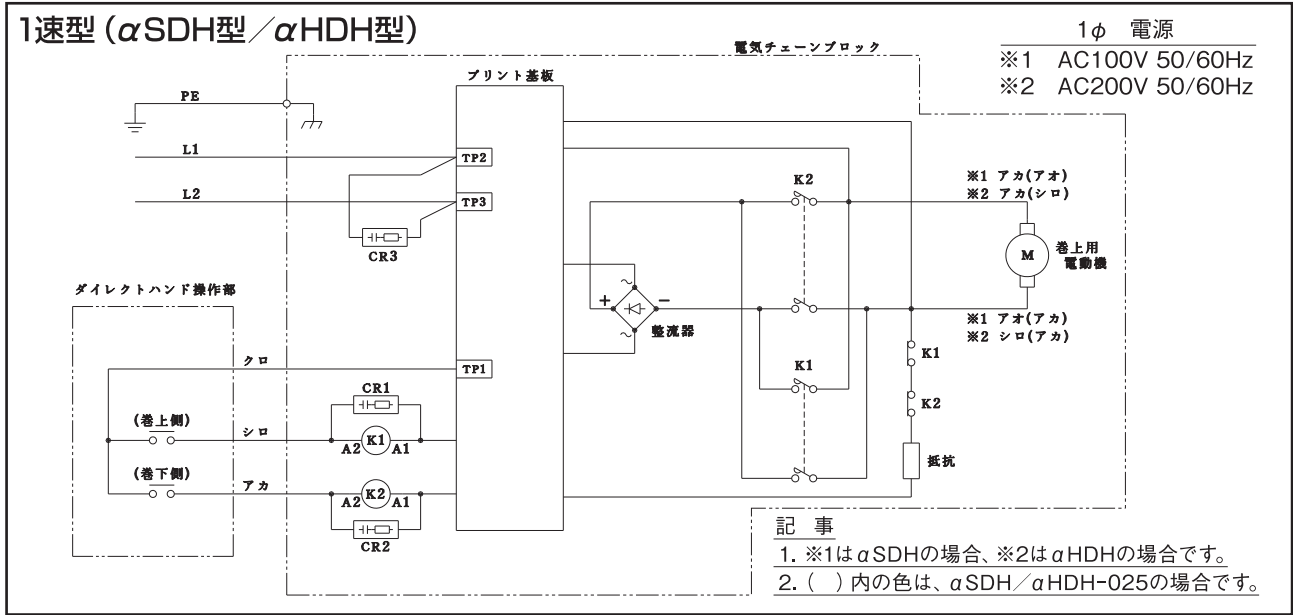 1速型（αSDH型／αHDH型）
1φ 電源
※1 AC100V 50/60Hz
※2 AC200V 50/60Hz
電気チェーンブロック
プリント基板
PE
L1
TP2
L2
TP3
CR3
K2
※1 アカ(アオ)
※2 アカ(シロ)
M
巻上用
電動機
+
−
整流器
※1 アオ(アカ)
※2 シロ(アカ)
ダイレクトハンド操作部
クロ
TP1
K1
K1
K2
抵抗
CR1
(巻上側)
シロ
A2
K1
A1
(巻下側)
アカ
A2
K2
A1
CR2
記 事
1. ※1はαSDHの場合、※2はαHDHの場合です。
2. （ ）内の色は、αSDH／αHDH-025の場合です。